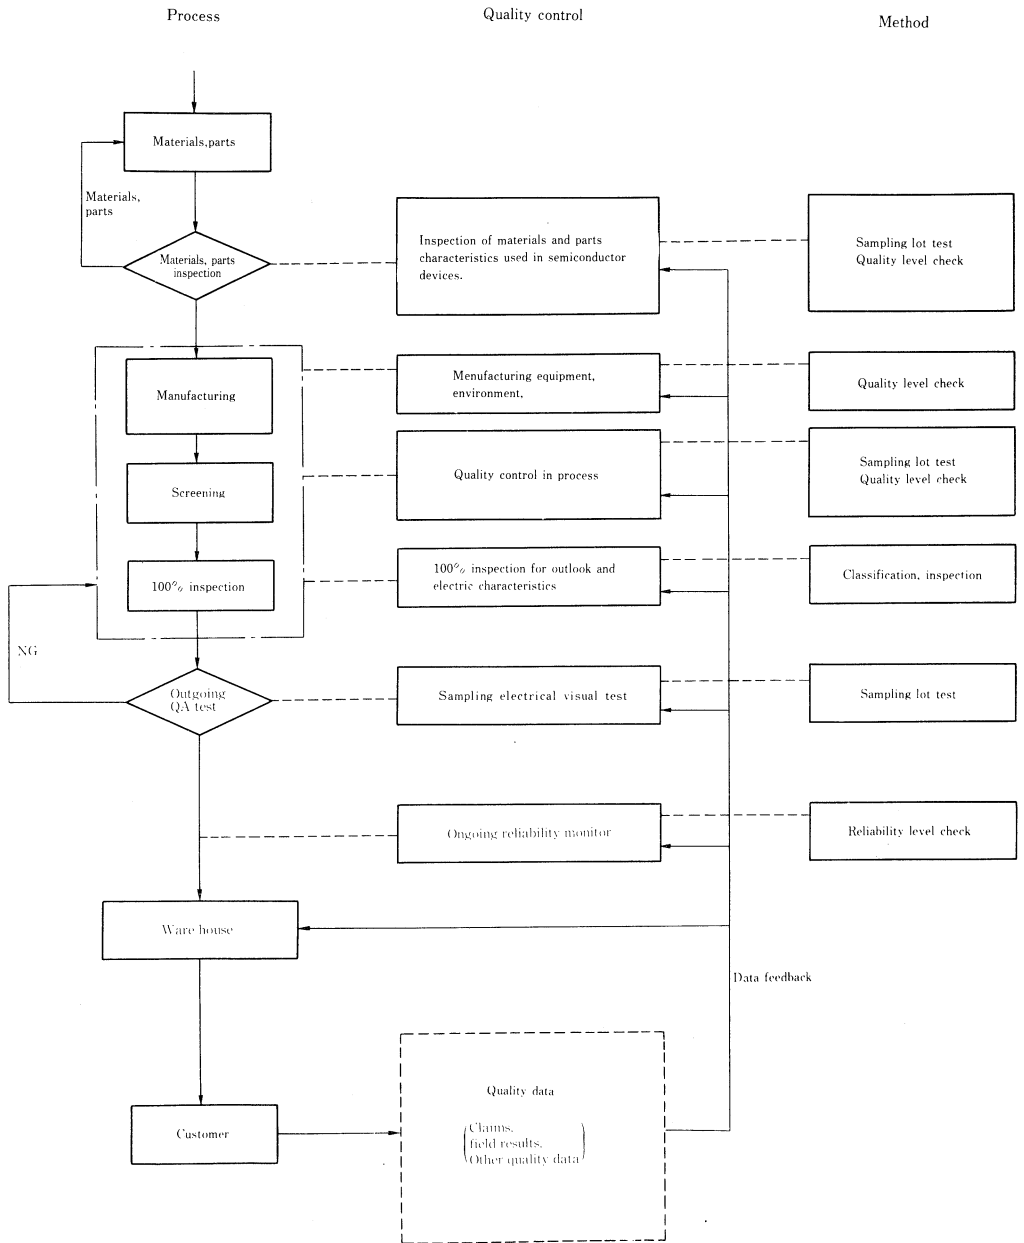 Process
Quality control
Method
Materials,parts
Materials,
parts
Materials, parts
inspection
Inspection of materials and parts
characteristics used in semiconductor
devices.
Sampling lot test
Quality level check
Manufacturing
Menufacturing equipment,
environment,
Quality level check
Screening
Quality control in process
Sampling lot test
Quality level check
100% inspection
100% inspection for outlook and
electric characteristics
Classification, inspection
NG
Outgoing
QA test
Sampling electrical visual test
Sampling lot test
Ongoing reliability monitor
Reliability level check
Ware house
Data feedback
Customer
Quality data
Claims,
field results,
Other quality data